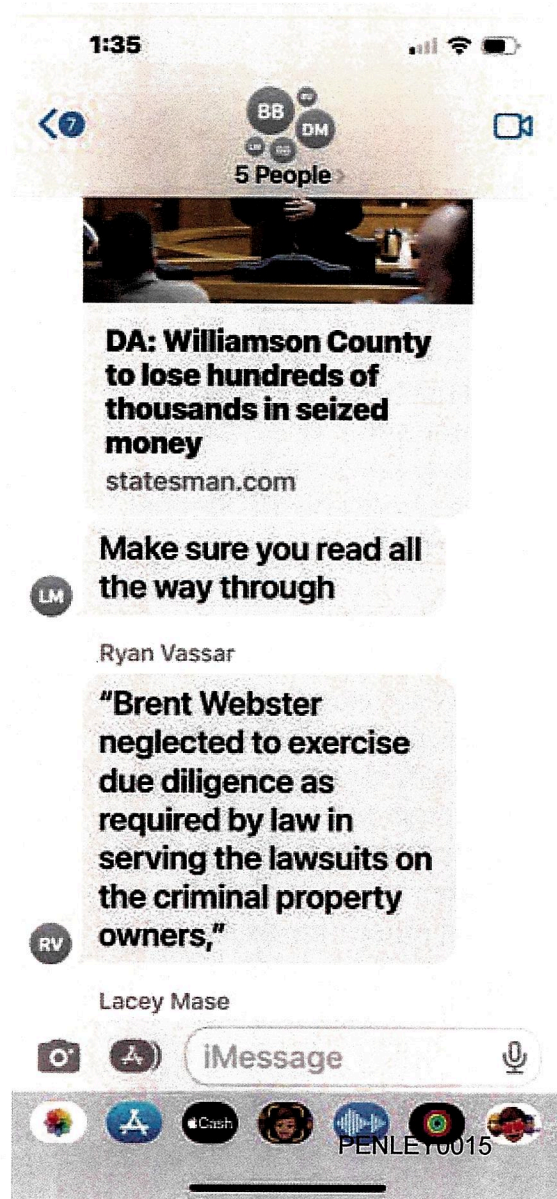 1:35
7
BB
DM
5 People
DA: Williamson County
to lose hundreds of
thousands in seized
money
statesman.com
Make sure you read all
the way through
LM
Ryan Vassar
“Brent Webster
neglected to exercise
due diligence as
required by law in
serving the lawsuits on
the criminal property
owners,”
RV
Lacey Mase
iMessage
Cash
PENLEY0015